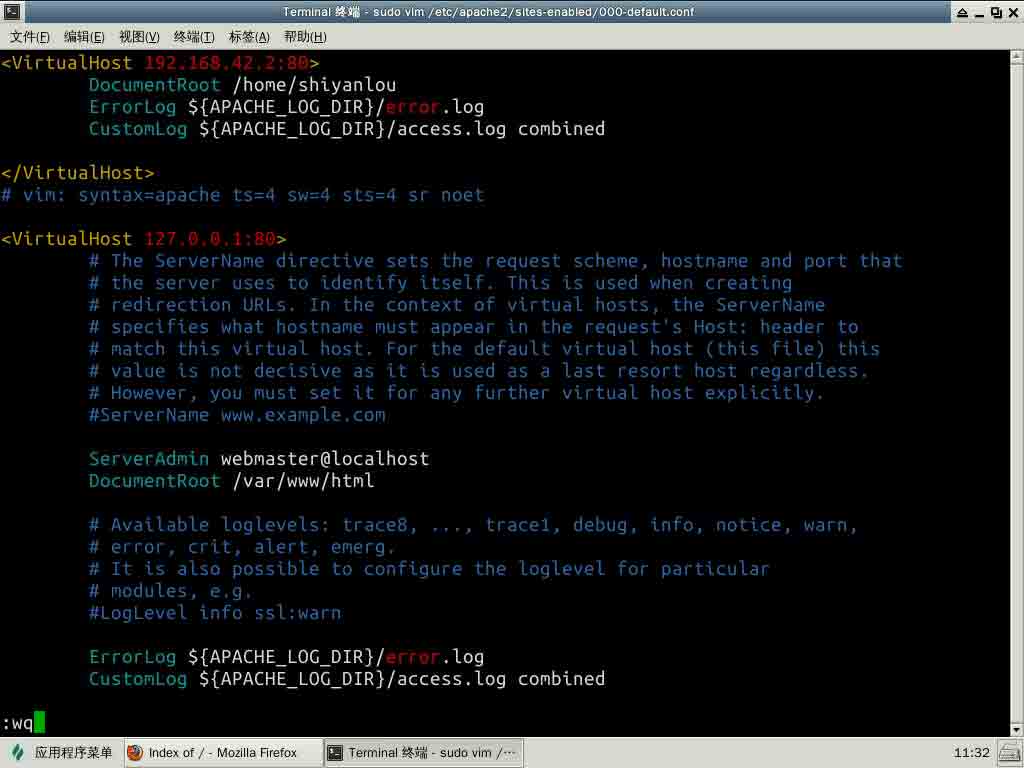 Terminal 终端 - sudo vim /etc/apache2/sites-enabled/000-default.conf
文件(F) 编辑(E) 视图(V) 终端(T) 标签(A) 帮助(H)
<VirtualHost 192.168.42.2:80>
DocumentRoot /home/shiyanlou
ErrorLog ${APACHE_LOG_DIR}/error.log
CustomLog ${APACHE_LOG_DIR}/access.log combined
</VirtualHost>
# vim: syntax=apache ts=4 sw=4 sts=4 sr noet
<VirtualHost 127.0.0.1:80>
# The ServerName directive sets the request scheme, hostname and port that
# the server uses to identify itself. This is used when creating
# redirection URLs. In the context of virtual hosts, the ServerName
# specifies what hostname must appear in the request's Host: header to
# match this virtual host. For the default virtual host (this file) this
# value is not decisive as it is used as a last resort host regardless.
# However, you must set it for any further virtual host explicitly.
#ServerName www.example.com
ServerAdmin webmaster@localhost
DocumentRoot /var/www/html
# Available loglevels: trace8, ..., trace1, debug, info, notice, warn,
# error, crit, alert, emerg.
# It is also possible to configure the loglevel for particular
# modules, e.g.
#LogLevel info ssl:warn
ErrorLog ${APACHE_LOG_DIR}/error.log
CustomLog ${APACHE_LOG_DIR}/access.log combined
:wq
应用程序菜单 Index of / - Mozilla Firefox Terminal 终端 - sudo vim /··· 11:32